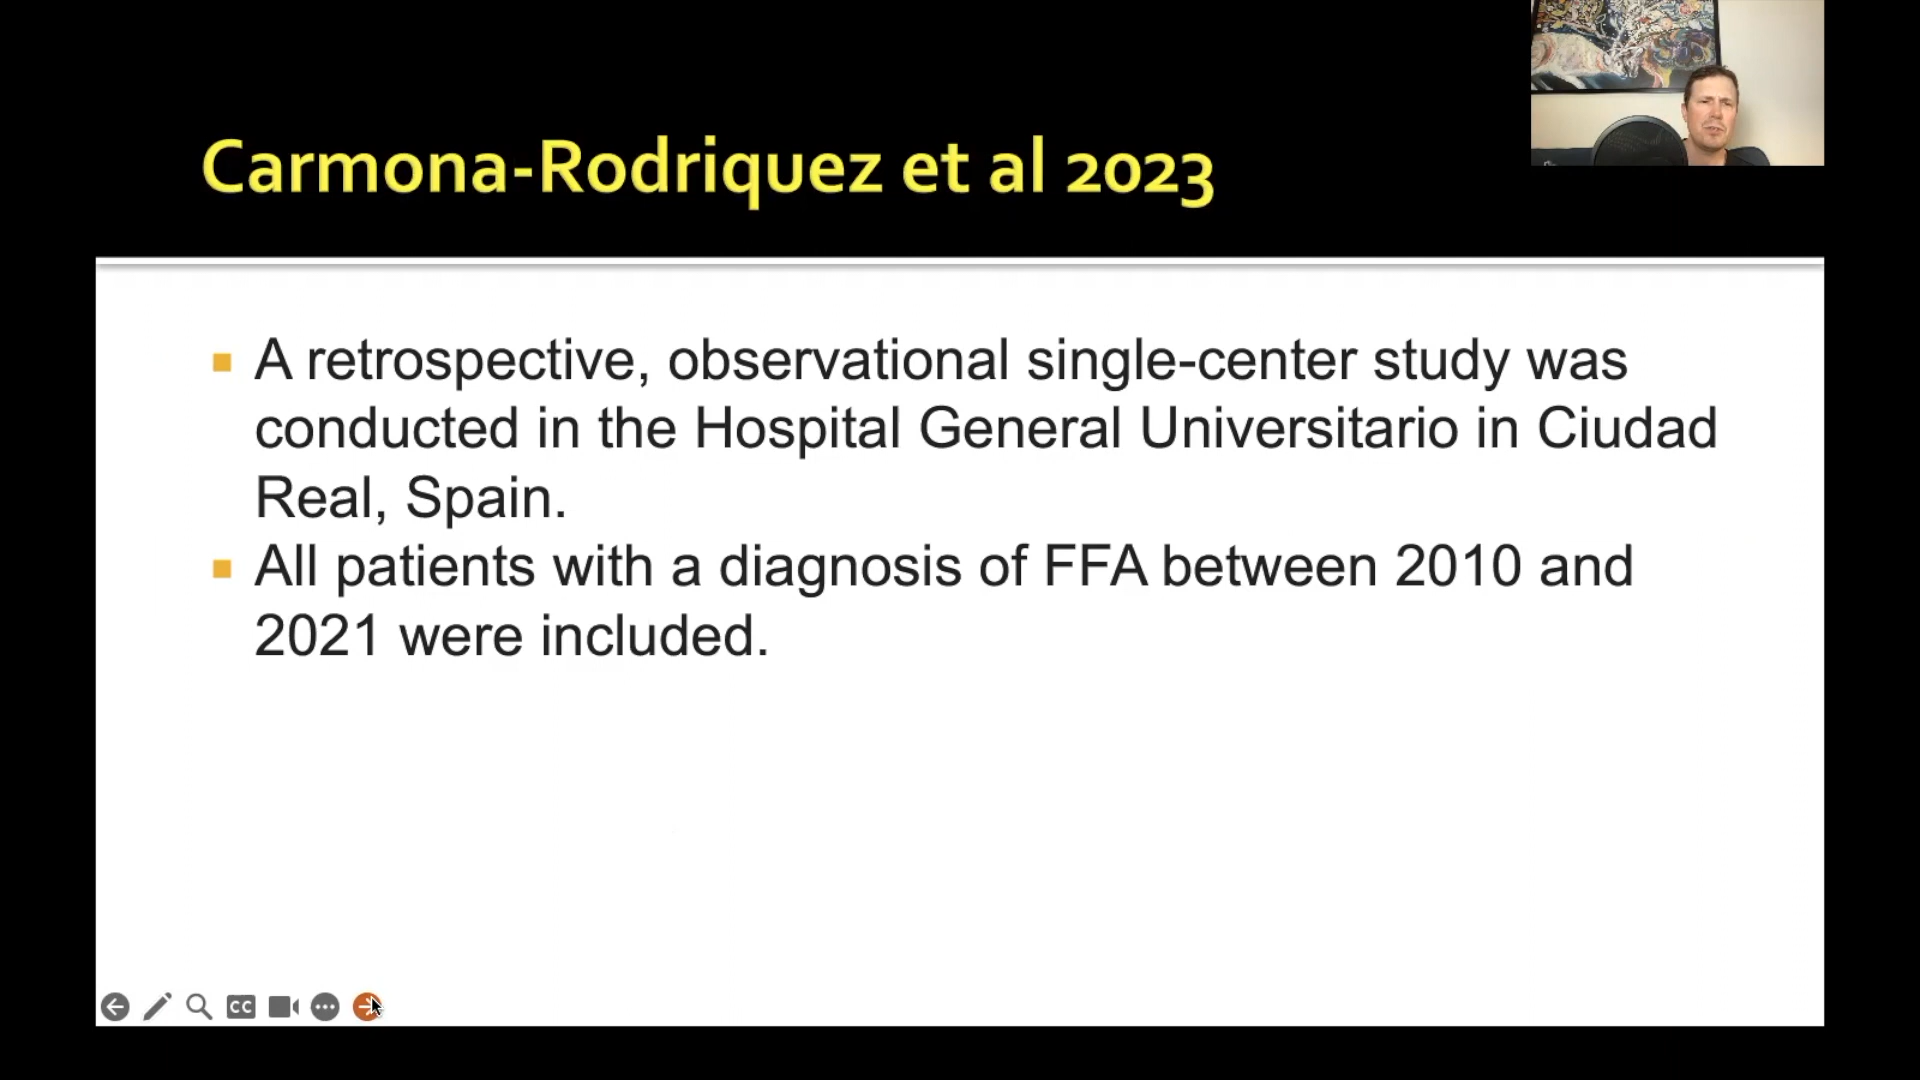 Carmona-Rodriquez et al 2023
A retrospective, observational single-center study was
conducted in the Hospital General Universitario in Ciudad
Real, Spain.
All patients with a diagnosis of FFA between 2010 and
2021 were included.
CC